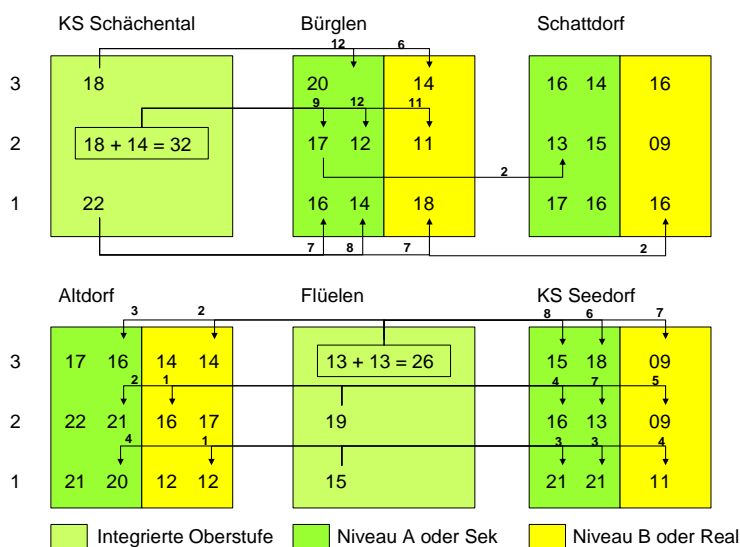 KS Schächental Bürglen Schattdorf
12 6
3 18 20 14 16 14 16
9 12 11
2 18 + 14 = 32 17 12 11 13 15 09
2
1 22 16 14 18 17 16 16
7 8 7 2
Altdorf Flüelen KS Seedorf
3 2 8 6 7
3 17 16 14 14 13 + 13 = 26 15 18 09
2 1 4 7 5
2 22 21 16 17 19 16 13 09
4 1 3 3 4
1 21 20 12 12 15 21 21 11
Integrierte Oberstufe Niveau A oder Sek Niveau B oder Real